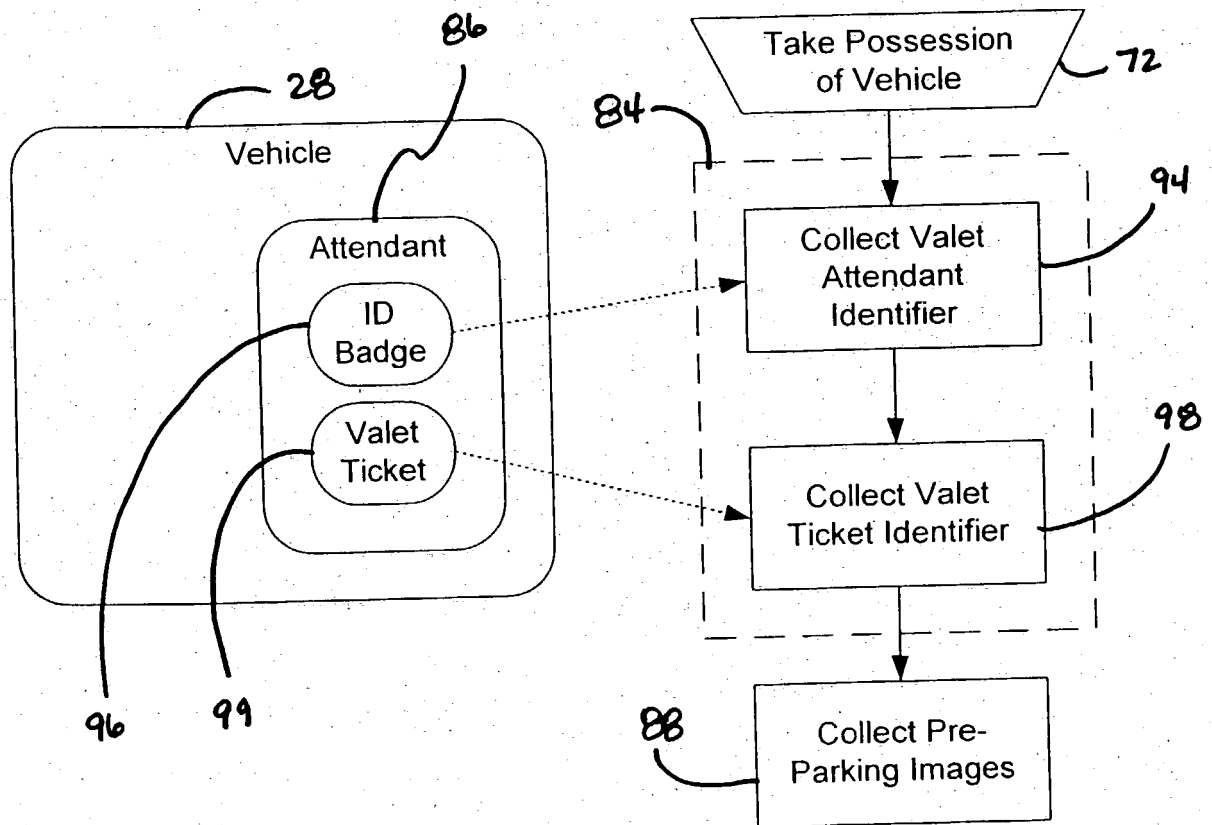 86
28
Vehicle
Attendant
ID
Badge
Valet
Ticket
96
99
Take Possession
of Vehicle
72
84
Collect Valet
Attendant
Identifier
94
Collect Valet
Ticket Identifier
98
Collect Pre-
Parking Images
88